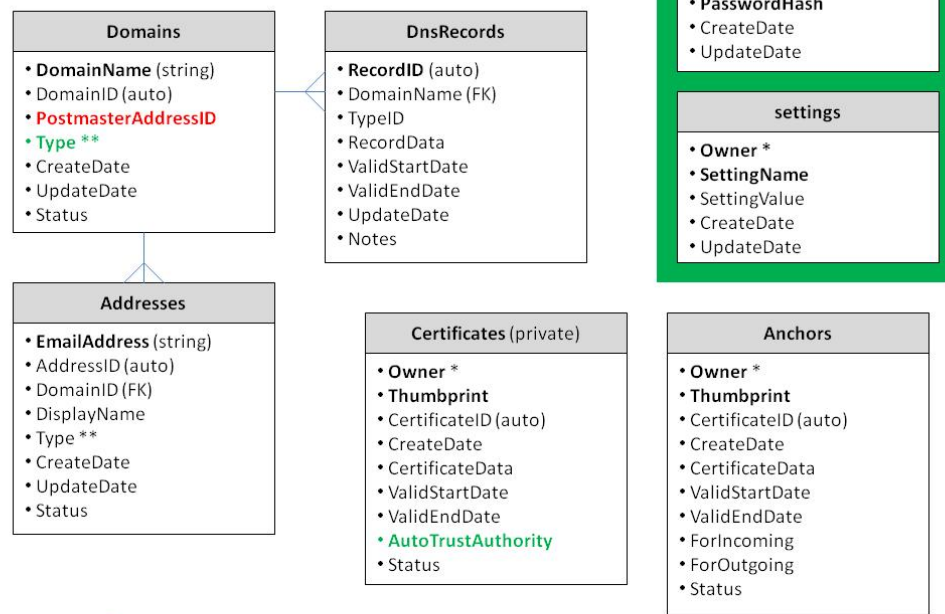 Domains
• DomainName (string)
• DomainID (auto)
• PostmasterAddressID
• Type **
• CreateDate
• UpdateDate
• Status
DnsRecords
• RecordID (auto)
• DomainName (FK)
• TypeID
• RecordData
• ValidStartDate
• ValidEndDate
• UpdateDate
• Notes
• PasswordHash
• CreateDate
• UpdateDate
settings
• Owner *
• SettingName
• SettingValue
• CreateDate
• UpdateDate
Addresses
• EmailAddress (string)
• AddressID (auto)
• DomainID (FK)
• DisplayName
• Type **
• CreateDate
• UpdateDate
• Status
Certificates (private)
• Owner *
• Thumbprint
• CertificateID (auto)
• CreateDate
• CertificateData
• ValidStartDate
• ValidEndDate
• AutoTrustAuthority
• Status
Anchors
• Owner *
• Thumbprint
• CertificateID (auto)
• CreateDate
• CertificateData
• ValidStartDate
• ValidEndDate
• ForIncoming
• ForOutgoing
• Status